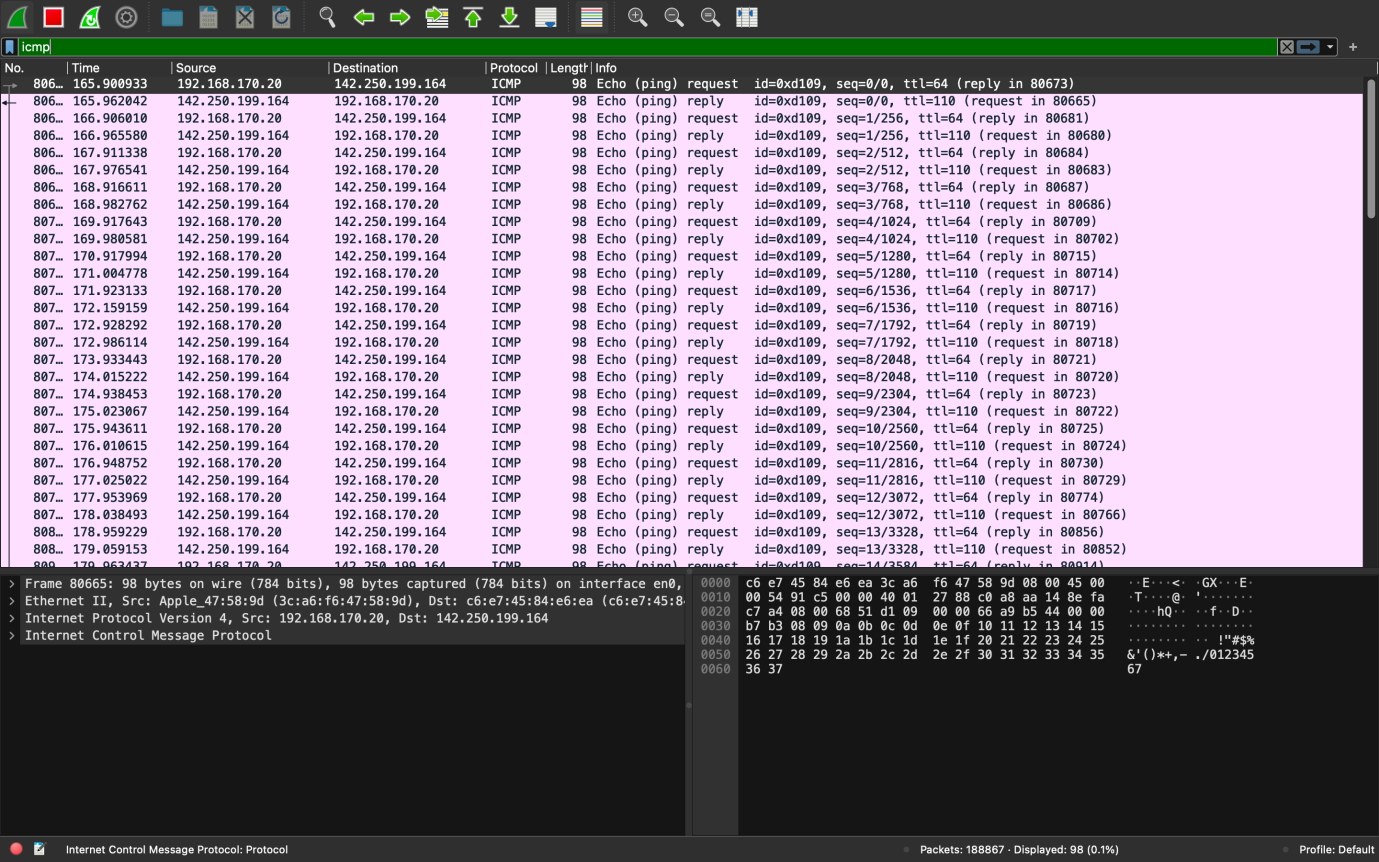 icmp
No. Time Source Destination Protocol Length Info
806… 165.900933 192.168.170.20 142.250.199.164 ICMP 98 Echo (ping) request id=0xd109, seq=0/0, ttl=64 (reply in 80673)
806… 165.962042 142.250.199.164 192.168.170.20 ICMP 98 Echo (ping) reply id=0xd109, seq=0/0, ttl=110 (request in 80665)
806… 166.906010 192.168.170.20 142.250.199.164 ICMP 98 Echo (ping) request id=0xd109, seq=1/256, ttl=64 (reply in 80681)
806… 166.965580 142.250.199.164 192.168.170.20 ICMP 98 Echo (ping) reply id=0xd109, seq=1/256, ttl=110 (request in 80680)
806… 167.911338 192.168.170.20 142.250.199.164 ICMP 98 Echo (ping) request id=0xd109, seq=2/512, ttl=64 (reply in 80684)
806… 167.976541 142.250.199.164 192.168.170.20 ICMP 98 Echo (ping) reply id=0xd109, seq=2/512, ttl=110 (request in 80683)
806… 168.916611 192.168.170.20 142.250.199.164 ICMP 98 Echo (ping) request id=0xd109, seq=3/768, ttl=64 (reply in 80687)
806… 168.982762 142.250.199.164 192.168.170.20 ICMP 98 Echo (ping) reply id=0xd109, seq=3/768, ttl=110 (request in 80686)
807… 169.917643 192.168.170.20 142.250.199.164 ICMP 98 Echo (ping) request id=0xd109, seq=4/1024, ttl=64 (reply in 80709)
807… 169.980581 142.250.199.164 192.168.170.20 ICMP 98 Echo (ping) reply id=0xd109, seq=4/1024, ttl=110 (request in 80702)
807… 170.917994 192.168.170.20 142.250.199.164 ICMP 98 Echo (ping) request id=0xd109, seq=5/1280, ttl=64 (reply in 80715)
807… 171.004778 142.250.199.164 192.168.170.20 ICMP 98 Echo (ping) reply id=0xd109, seq=5/1280, ttl=110 (request in 80714)
807… 171.923133 192.168.170.20 142.250.199.164 ICMP 98 Echo (ping) request id=0xd109, seq=6/1536, ttl=64 (reply in 80717)
807… 172.159159 142.250.199.164 192.168.170.20 ICMP 98 Echo (ping) reply id=0xd109, seq=6/1536, ttl=110 (request in 80716)
807… 172.928292 192.168.170.20 142.250.199.164 ICMP 98 Echo (ping) request id=0xd109, seq=7/1792, ttl=64 (reply in 80719)
807… 172.986114 142.250.199.164 192.168.170.20 ICMP 98 Echo (ping) reply id=0xd109, seq=7/1792, ttl=110 (request in 80718)
807… 173.933443 192.168.170.20 142.250.199.164 ICMP 98 Echo (ping) request id=0xd109, seq=8/2048, ttl=64 (reply in 80721)
807… 174.015222 142.250.199.164 192.168.170.20 ICMP 98 Echo (ping) reply id=0xd109, seq=8/2048, ttl=110 (request in 80720)
807… 174.938453 192.168.170.20 142.250.199.164 ICMP 98 Echo (ping) request id=0xd109, seq=9/2304, ttl=64 (reply in 80723)
807… 175.023067 142.250.199.164 192.168.170.20 ICMP 98 Echo (ping) reply id=0xd109, seq=9/2304, ttl=110 (request in 80722)
807… 175.943611 192.168.170.20 142.250.199.164 ICMP 98 Echo (ping) request id=0xd109, seq=10/2560, ttl=64 (reply in 80725)
807… 176.010615 142.250.199.164 192.168.170.20 ICMP 98 Echo (ping) reply id=0xd109, seq=10/2560, ttl=110 (request in 80724)
807… 176.948752 192.168.170.20 142.250.199.164 ICMP 98 Echo (ping) request id=0xd109, seq=11/2816, ttl=64 (reply in 80730)
807… 177.025022 142.250.199.164 192.168.170.20 ICMP 98 Echo (ping) reply id=0xd109, seq=11/2816, ttl=110 (request in 80729)
807… 177.953969 192.168.170.20 142.250.199.164 ICMP 98 Echo (ping) request id=0xd109, seq=12/3072, ttl=64 (reply in 80774)
807… 178.038493 142.250.199.164 192.168.170.20 ICMP 98 Echo (ping) reply id=0xd109, seq=12/3072, ttl=110 (request in 80766)
808… 178.959229 192.168.170.20 142.250.199.164 ICMP 98 Echo (ping) request id=0xd109, seq=13/3328, ttl=64 (reply in 80856)
808… 179.059153 142.250.199.164 192.168.170.20 ICMP 98 Echo (ping) reply id=0xd109, seq=13/3328, ttl=110 (request in 80852)
809… 179.963437 192.168.170.20 142.250.199.164 ICMP 98 Echo (ping) request id=0xd109, seq=14/3584, ttl=64 (reply in 80914)
Frame 80665: 98 bytes on wire (784 bits), 98 bytes captured (784 bits) on interface en0,
Ethernet II, Src: Apple_47:58:9d (3c:a6:f6:47:58:9d), Dst: c6:e7:45:84:e6:ea (c6:e7:45:84
Internet Protocol Version 4, Src: 192.168.170.20, Dst: 142.250.199.164
Internet Control Message Protocol
0000 c6 e7 45 84 e6 ea 3c a6 f6 47 58 9d 08 00 45 00 ··E···<· ·GX···E·
0010 00 54 91 c5 00 00 40 01 27 88 c0 a8 aa 14 8e fa ·T····@· '·······
0020 c7 a4 08 00 68 51 d1 09 00 00 66 a9 b5 44 00 00 ····hQ·· ··f··D··
0030 b7 b3 08 09 0a 0b 0c 0d 0e 0f 10 11 12 13 14 15 ········ ········
0040 16 17 18 19 1a 1b 1c 1d 1e 1f 20 21 22 23 24 25 ········ ·· !"#$%
0050 26 27 28 29 2a 2b 2c 2d 2e 2f 30 31 32 33 34 35 &'()*+,- ./012345
0060 36 37 67
Internet Control Message Protocol: Protocol
Packets: 188867 · Displayed: 98 (0.1%)
Profile: Default